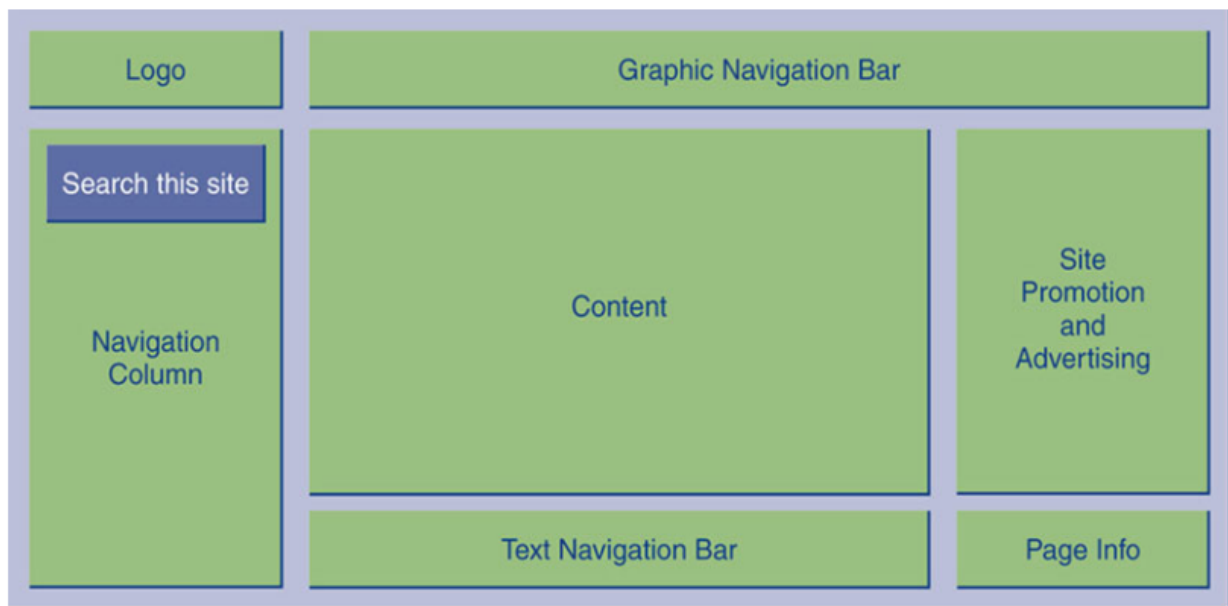 Logo
Graphic Navigation Bar
Search this site
Navigation
Column
Content
Site
Promotion
and
Advertising
Text Navigation Bar
Page Info